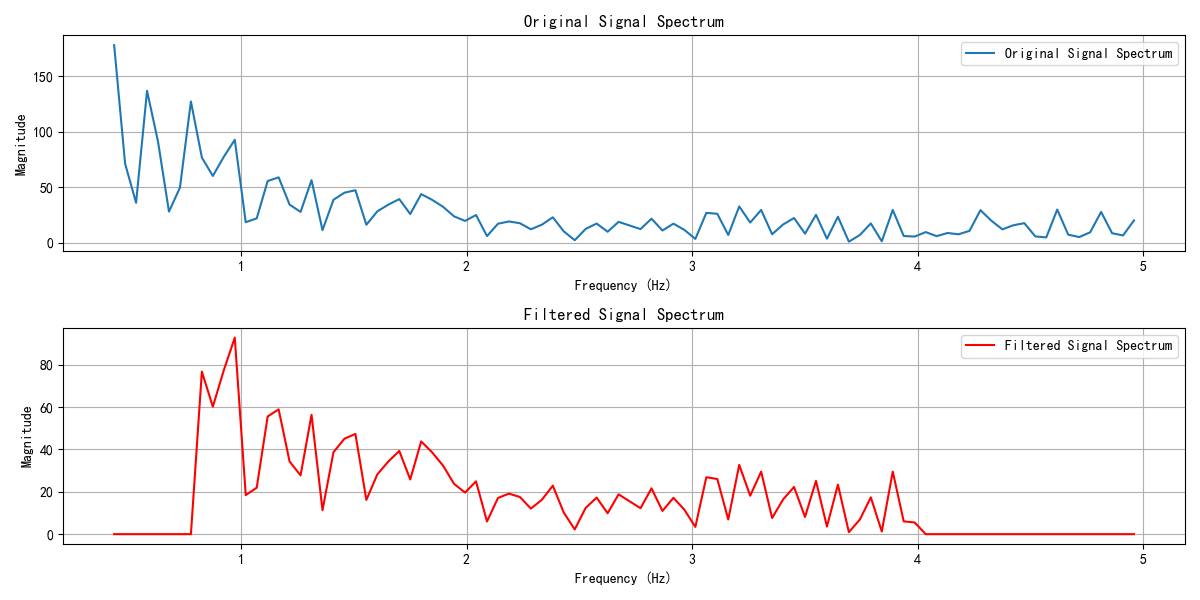 Original Signal Spectrum
Original Signal Spectrum
150
100
50
0
Magnitude
1 2 3 4 5
Frequency (Hz)
Filtered Signal Spectrum
Filtered Signal Spectrum
80
60
40
20
0
Magnitude
1 2 3 4 5
Frequency (Hz)